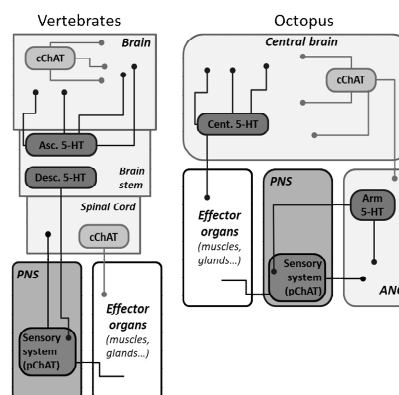 Vertebrates
Brain
cChAT
Asc. 5-HT
Desc. 5-HT
Brain
stem
Spinal Cord
cChAT
PNS
Sensory
system
(pChAT)
Effector
organs
(muscles,
glands...)
Octopus
Central brain
cChAT
Cent. 5-HT
Effector
organs
(muscles,
glands...)
PNS
Sensory
system
(pChAT)
Arm
5-HT
ANC